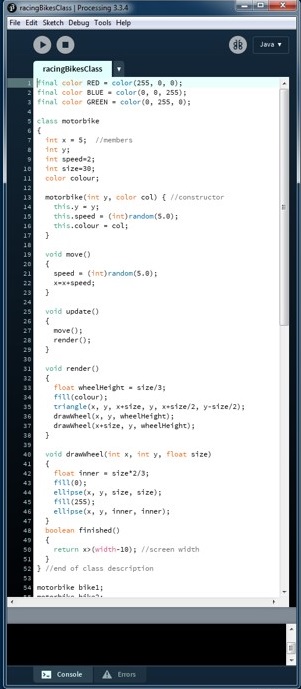 racingBikesClass | Processing 3.3.4
File Edit Sketch Debug Tools Help
Java ▼
racingBikesClass ▼
1 final color RED = color(255, 0, 0);
2 final color BLUE = color(0, 0, 255);
3 final color GREEN = color(0, 255, 0);
4
5 class motorbike
6 {
7 int x = 5; //members
8 int y;
9 int speed=2;
10 int size=30;
11 color colour;
12
13 motorbike(int y, color col) { //constructor
14 this.y = y;
15 this.speed = (int)random(5.0);
16 this.colour = col;
17 }
18
19 void move()
20 {
21 speed = (int)random(5.0);
22 x=x+speed;
23 }
24
25 void update()
26 {
27 move();
28 render();
29 }
30
31 void render()
32 {
33 float wheelHeight = size/3;
34 fill(colour);
35 triangle(x, y, x+size, y, x+size/2, y-size/2);
36 drawWheel(x, y, wheelHeight);
37 drawWheel(x+size, y, wheelHeight);
38 }
39
40 void drawWheel(int x, int y, float size)
41 {
42 float inner = size*2/3;
43 fill(0);
44 ellipse(x, y, size, size);
45 fill(255);
46 ellipse(x, y, inner, inner);
47 }
48 boolean finished()
49 {
50 return x>(width-10); //screen width
51 }
52 } //end of class description
53
54 motorbike bike1;
motorbike bike2;
Console
Errors